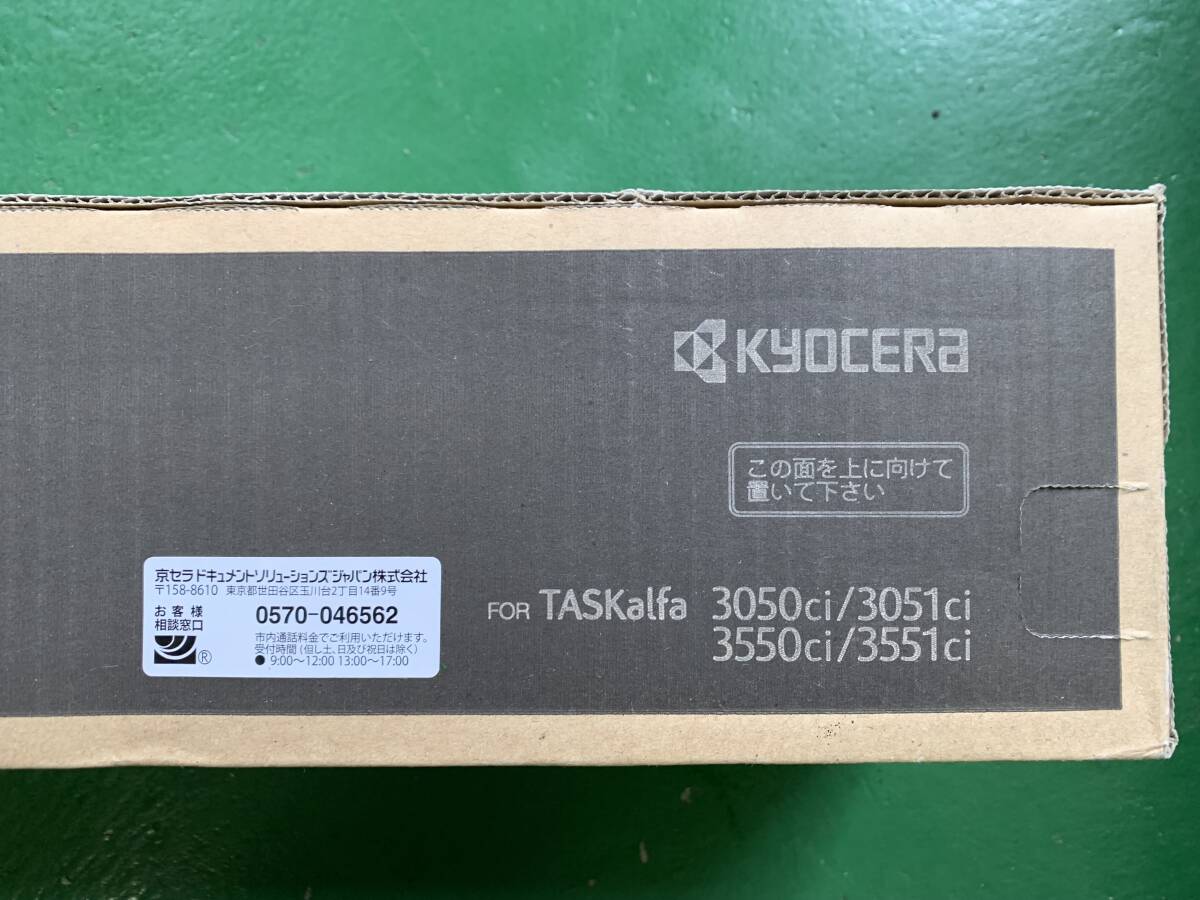 KYOCERA
この面を上に向けて
置いて下さい
京セラドキュメントソリューションズジャパン株式会社
〒158-8610 東京都世田谷区玉川台2丁目14番9号
お客様
相談窓口
0570-046562
市内通話料金でご利用いただけます。
受付時間(但し土、日及び祝日は除く)
● 9:00〜12:00 13:00〜17:00
®
FOR TASKalfa 3050ci/3051ci
3550ci/3551ci